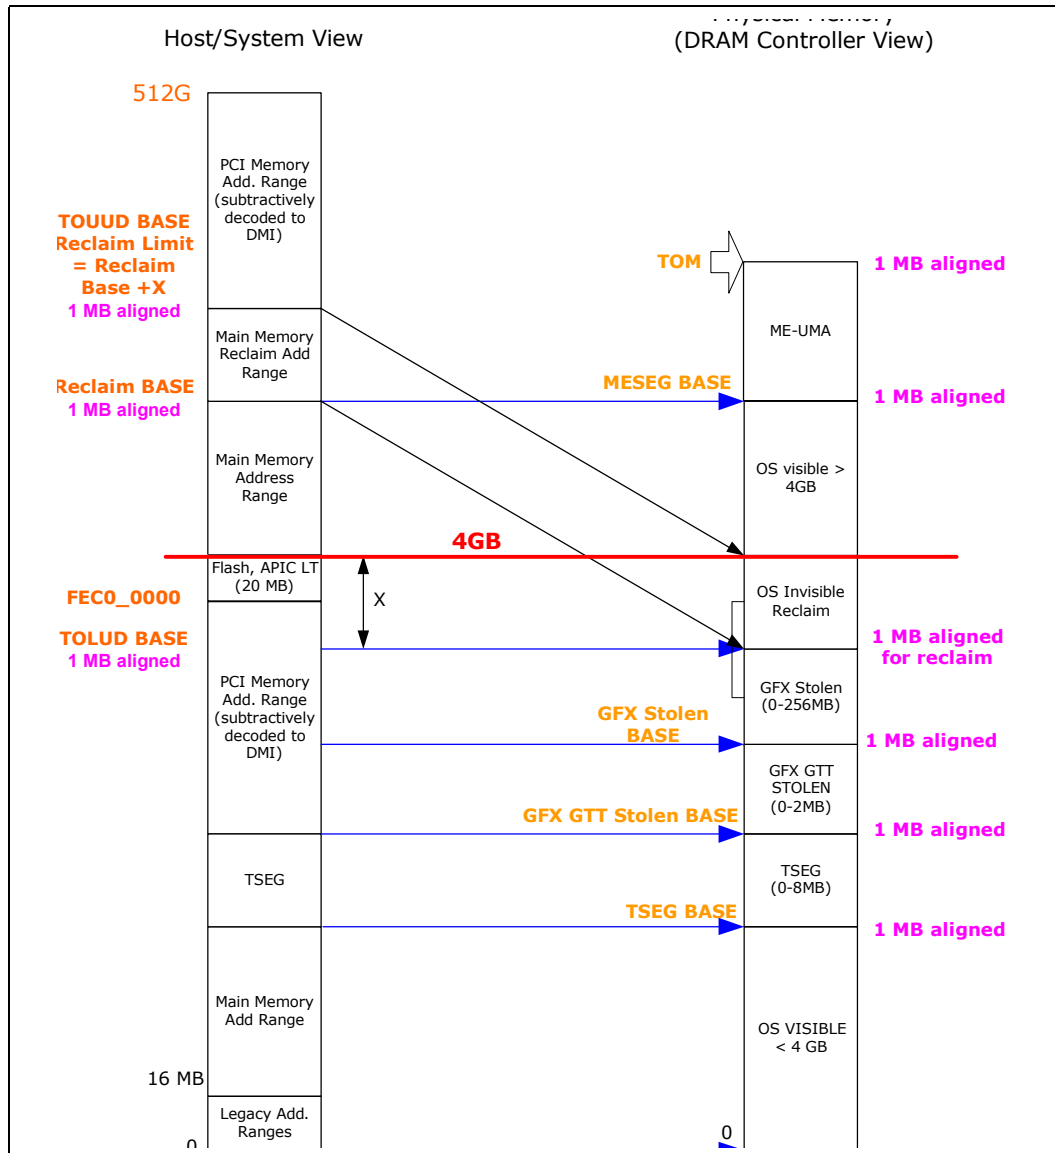 Host/System View
Physical Memory
(DRAM Controller View)
512G
PCI Memory
Add. Range
(subtractively
decoded to
DMI)
TOUUD BASE
Reclaim Limit
= Reclaim
Base +X
1 MB aligned
TOM
1 MB aligned
Main Memory
Reclaim Add
Range
ME-UMA
Reclaim BASE
1 MB aligned
MESEG BASE
1 MB aligned
Main Memory
Address
Range
OS visible >
4GB
4GB
Flash, APIC LT
(20 MB)
X
OS Invisible
Reclaim
FEC0_0000
TOLUD BASE
1 MB aligned
1 MB aligned
for reclaim
PCI Memory
Add. Range
(subtractively
decoded to
DMI)
GFX Stolen
(0-256MB)
GFX Stolen
BASE
1 MB aligned
GFX GTT
STOLEN
(0-2MB)
GFX GTT Stolen BASE
1 MB aligned
TSEG
TSEG
(0-8MB)
TSEG BASE
1 MB aligned
Main Memory
Add Range
OS VISIBLE
< 4 GB
16 MB
Legacy Add.
Ranges
0
0